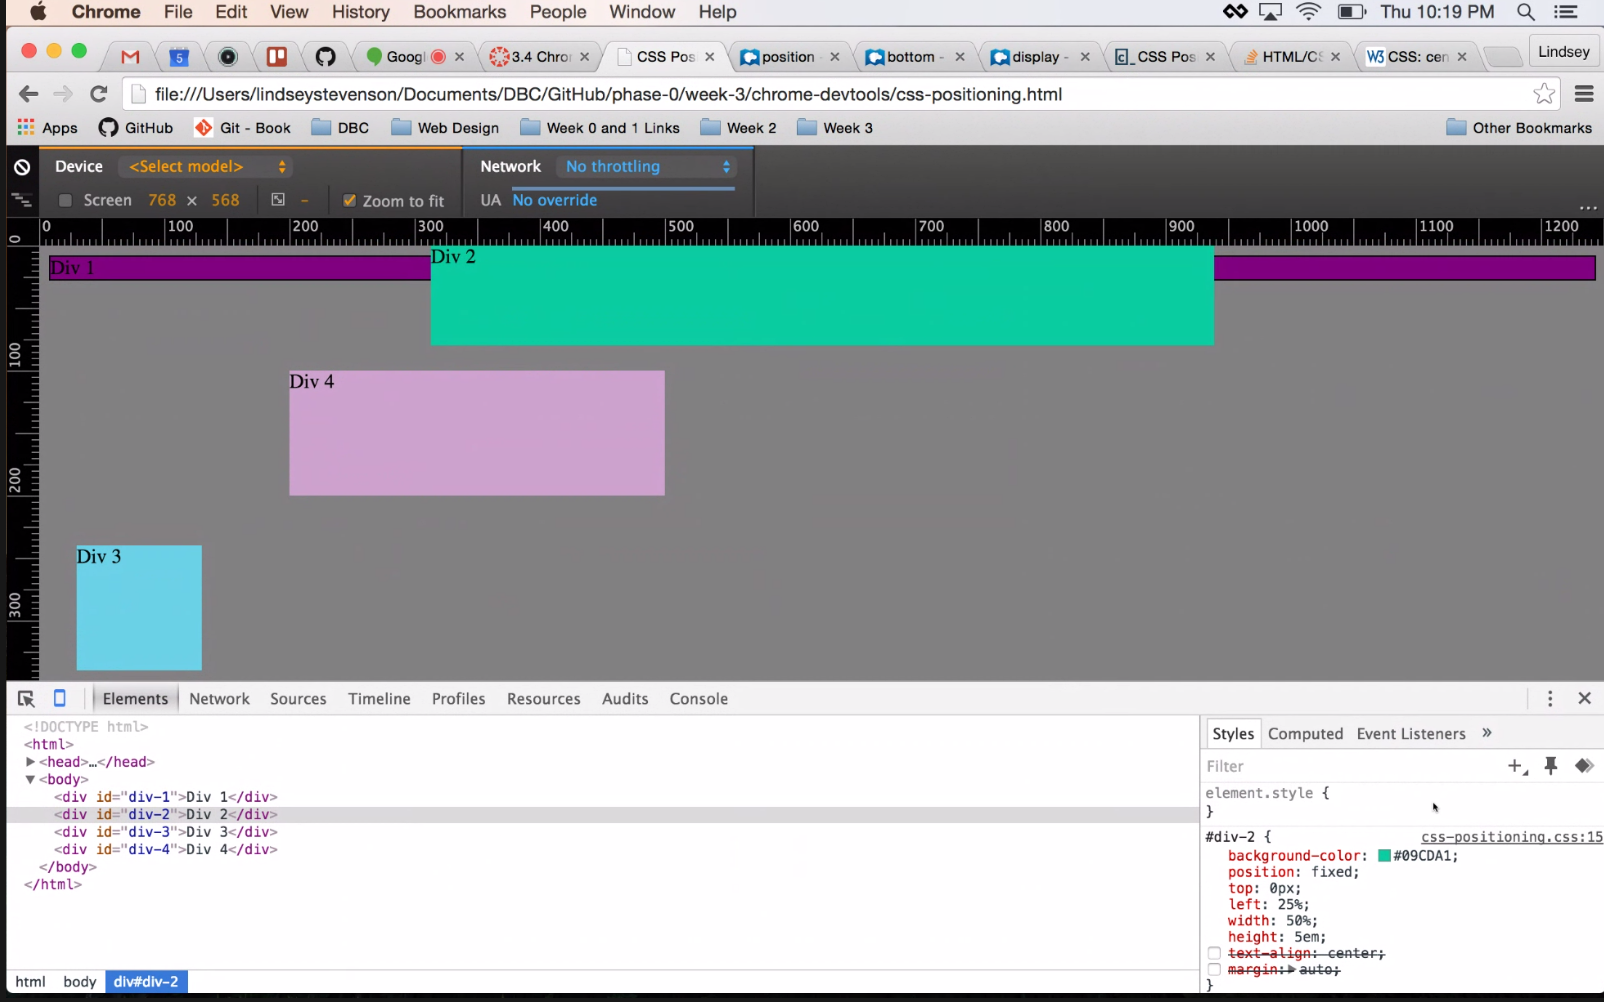 Chrome File Edit View History Bookmarks People Window Help Thu 10:19 PM
5 Goog 3.4 Chro CSS Pos position bottom - display - CSS Pos HTML/CS W3 CSS: cen Lindsey
file:///Users/lindseystevenson/Documents/DBC/GitHub/phase-0/week-3/chrome-devtools/css-positioning.html
Apps GitHub Git - Book DBC Web Design Week 0 and 1 Links Week 2 Week 3 Other Bookmarks
Device <Select model> Network No throttling
Screen 768 × 568 – Zoom to fit UA No override
...
0 100 200 300 400 500 600 700 800 900 1000 1100 1200
0
Div 1
Div 2
100
Div 4
200
Div 3
300
Elements Network Sources Timeline Profiles Resources Audits Console
<!DOCTYPE html>
<html>
<head>…</head>
<body>
<div id="div-1">Div 1</div>
<div id="div-2">Div 2</div>
<div id="div-3">Div 3</div>
<div id="div-4">Div 4</div>
</body>
</html>
html body div#div-2
Styles Computed Event Listeners »
Filter
element.style {
}
#div-2 { css-positioning.css:15
background-color: #09CDA1;
position: fixed;
top: 0px;
left: 25%;
width: 50%;
height: 5em;
text-align: center;
margin: auto;
}